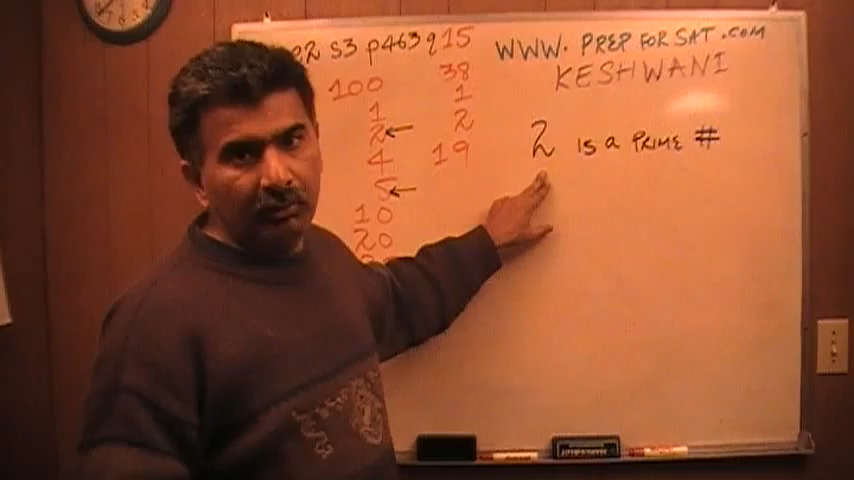 s3 p463 q15
WWW. PREP FOR SAT .COM
KESHWANI
100
1
2
4
5
10
20
38
1
2
19
2 is a PRIME #